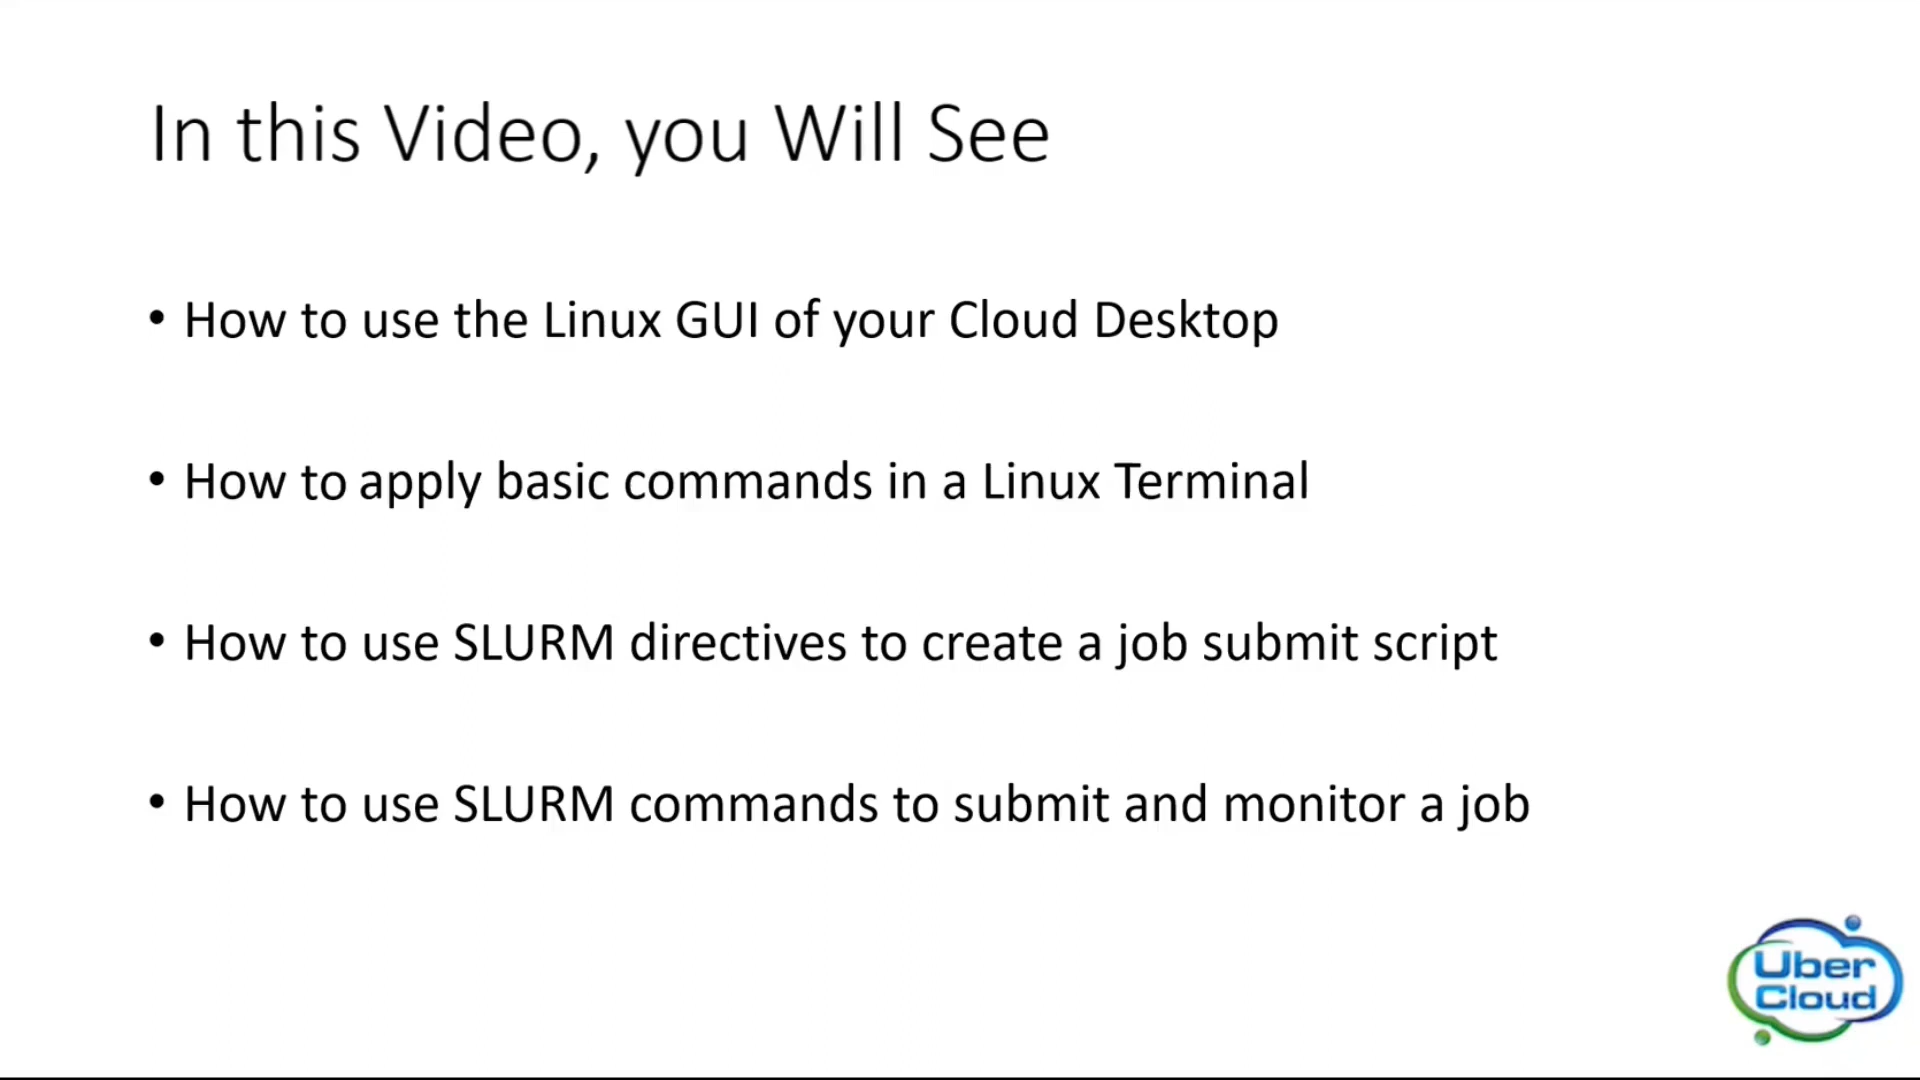 In this Video, you Will See
• How to use the Linux GUI of your Cloud Desktop
• How to apply basic commands in a Linux Terminal
• How to use SLURM directives to create a job submit script
• How to use SLURM commands to submit and monitor a job
Uber
Cloud